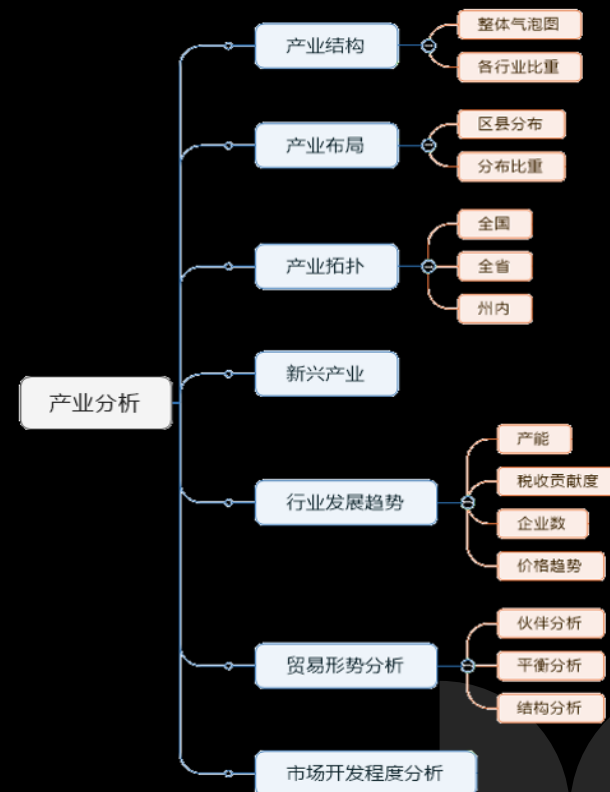 产业分析
产业结构
整体气泡图
各行业比重
产业布局
区县分布
分布比重
产业拓扑
全国
全省
州内
新兴产业
行业发展趋势
产能
税收贡献度
企业数
价格趋势
贸易形势分析
伙伴分析
平衡分析
结构分析
市场开发程度分析